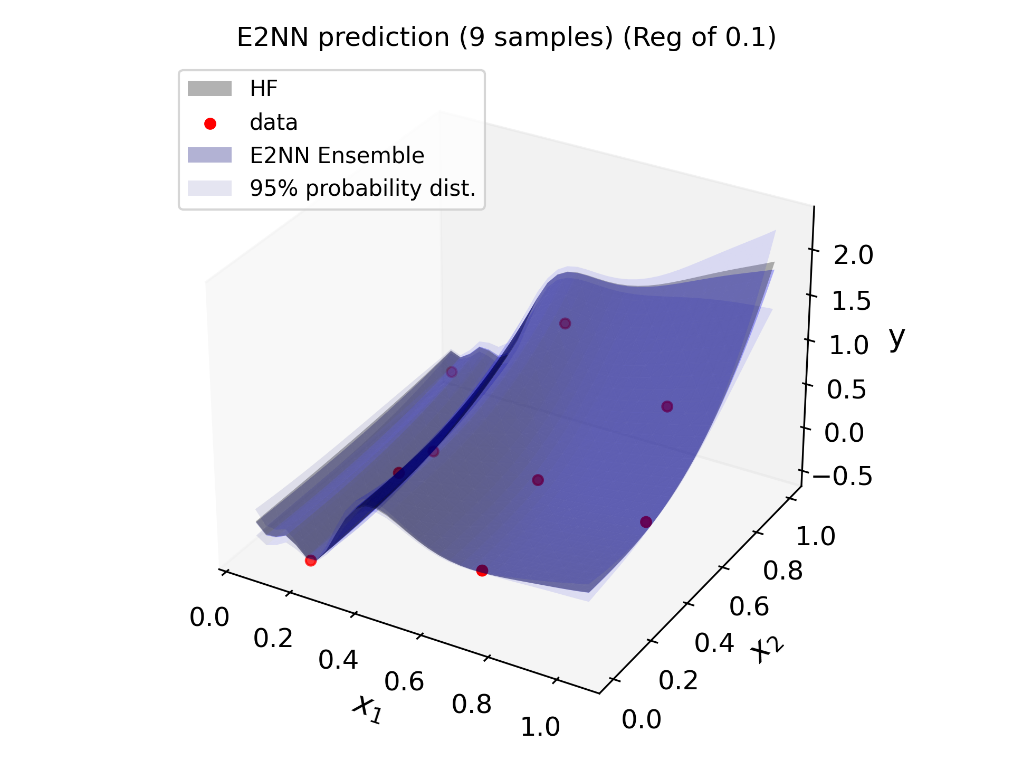 E2NN prediction (9 samples) (Reg of 0.1)
HF
data
E2NN Ensemble
95% probability dist.
2.0
1.5
1.0
0.5
0.0
−0.5
y
0.0
0.2
0.4
0.6
0.8
1.0
x₁
0.0
0.2
0.4
0.6
0.8
1.0
x₂